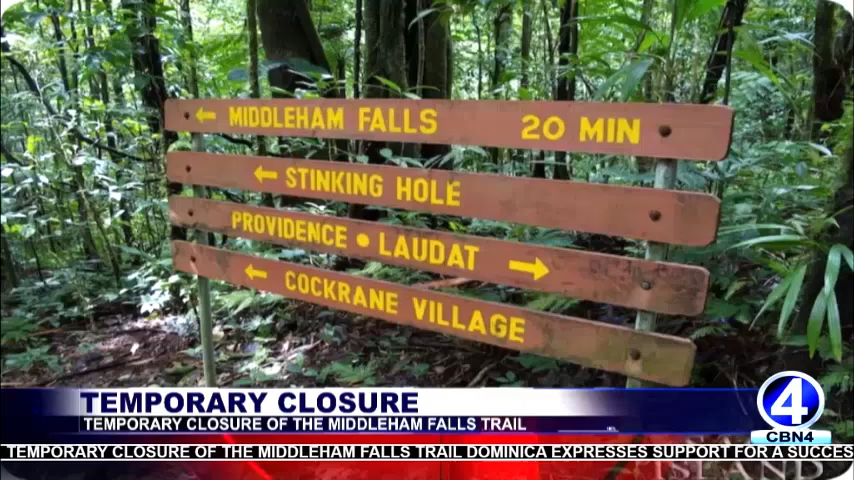 ← MIDDLEHAM FALLS 20 MIN
← STINKING HOLE
PROVIDENCE • LAUDAT →
← COCKRANE VILLAGE
TEMPORARY CLOSURE
TEMPORARY CLOSURE OF THE MIDDLEHAM FALLS TRAIL
4
CBN4
TEMPORARY CLOSURE OF THE MIDDLEHAM FALLS TRAIL DOMINICA EXPRESSES SUPPORT FOR A SUCCES
ISLAND